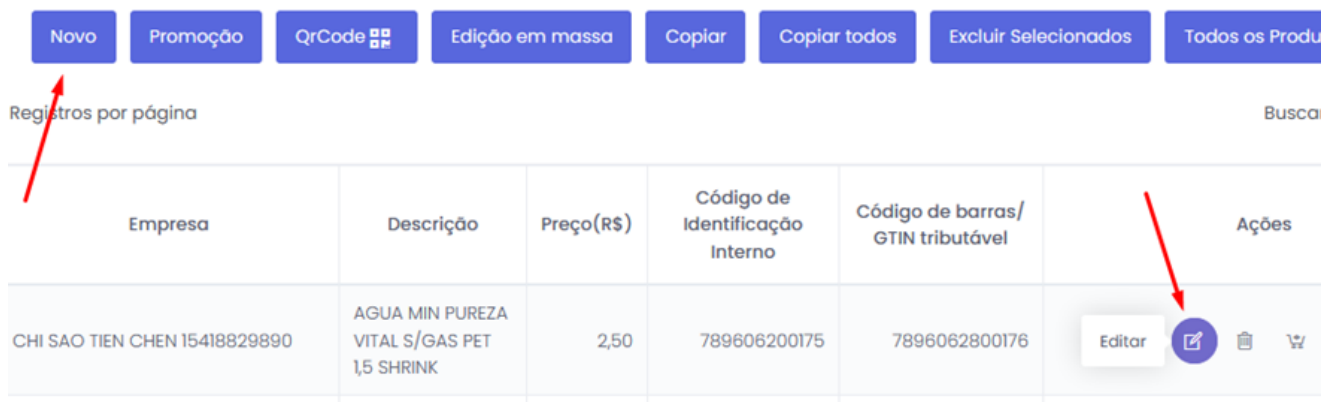 Novo Promoção QrCode Edição em massa Copiar Copiar todos Excluir Selecionados Todos os Produ
Registros por página Buscar
Empresa Descrição Preço(R$) Código de Identificação Interno Código de barras/ GTIN tributável Ações
CHI SAO TIEN CHEN 15418829890 AGUA MIN PUREZA VITAL S/GAS PET 1,5 SHRINK 2,50 789606200175 7896062800176 Editar